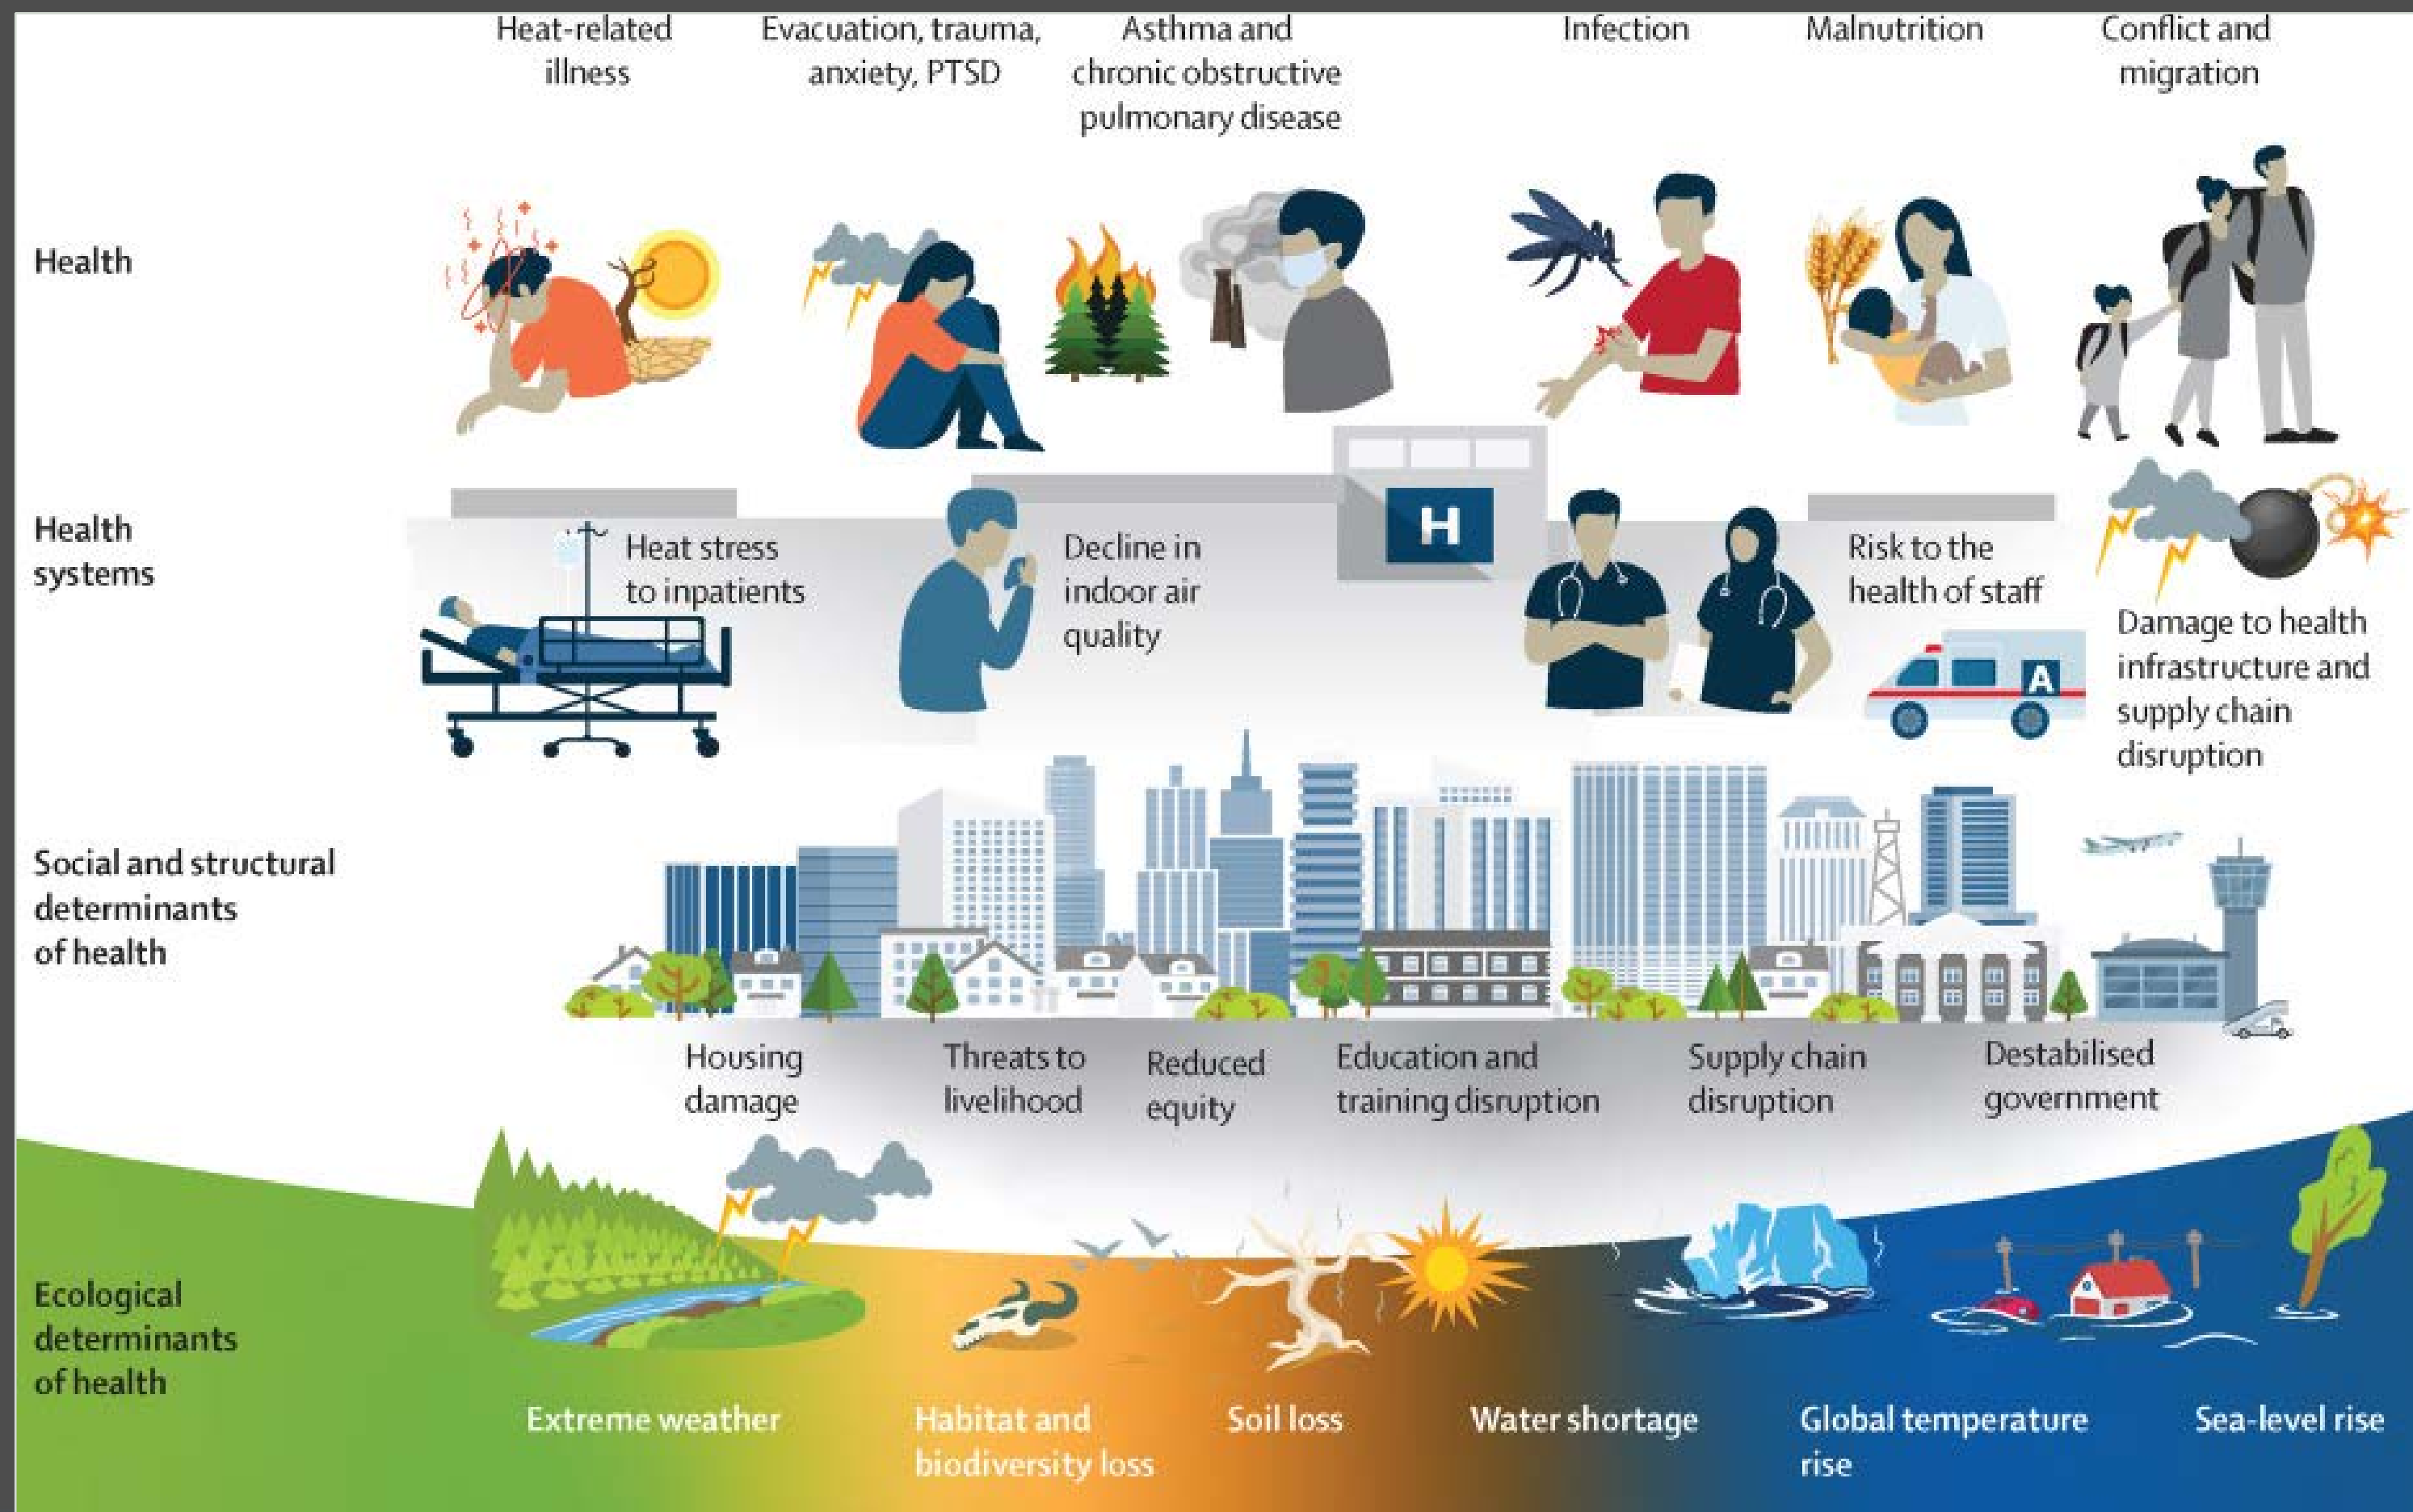 Heat-related
illness
Evacuation, trauma,
anxiety, PTSD
Asthma and
chronic obstructive
pulmonary disease
Infection
Malnutrition
Conflict and
migration
Health
Health
systems
Heat stress
to inpatients
Decline in
indoor air
quality
H
Risk to the
health of staff
A
Damage to health
infrastructure and
supply chain
disruption
Social and structural
determinants
of health
Housing
damage
Threats to
livelihood
Reduced
equity
Education and
training disruption
Supply chain
disruption
Destabilised
government
Ecological
determinants
of health
Extreme weather
Habitat and
biodiversity loss
Soil loss
Water shortage
Global temperature
rise
Sea-level rise